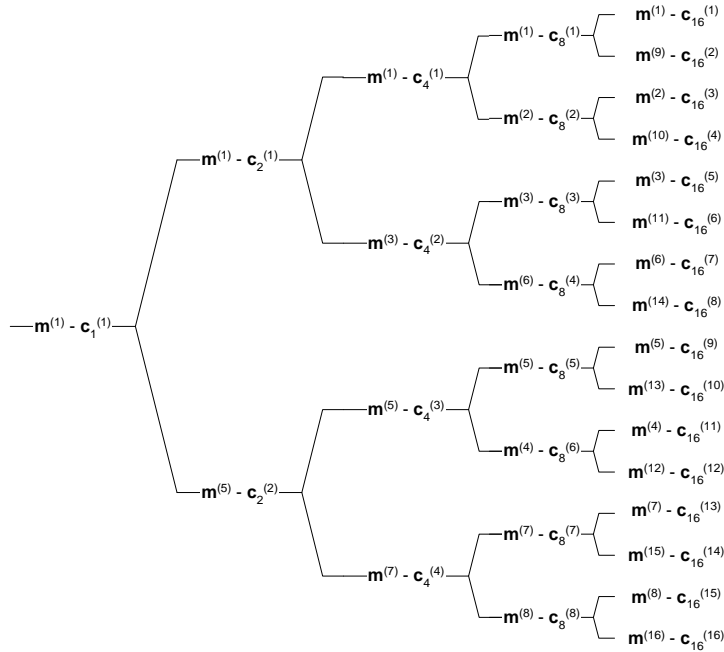 m(1) - c16(1)
m(1) - c8(1)
m(9) - c16(2)
m(1) - c4(1)
m(2) - c16(3)
m(2) - c8(2)
m(10) - c16(4)
m(1) - c2(1)
m(3) - c16(5)
m(3) - c8(3)
m(11) - c16(6)
m(3) - c4(2)
m(6) - c16(7)
m(6) - c8(4)
m(14) - c16(8)
m(1) - c1(1)
m(5) - c16(9)
m(5) - c8(5)
m(13) - c16(10)
m(5) - c4(3)
m(4) - c16(11)
m(4) - c8(6)
m(12) - c16(12)
m(5) - c2(2)
m(7) - c16(13)
m(7) - c8(7)
m(15) - c16(14)
m(7) - c4(4)
m(8) - c16(15)
m(8) - c8(8)
m(16) - c16(16)